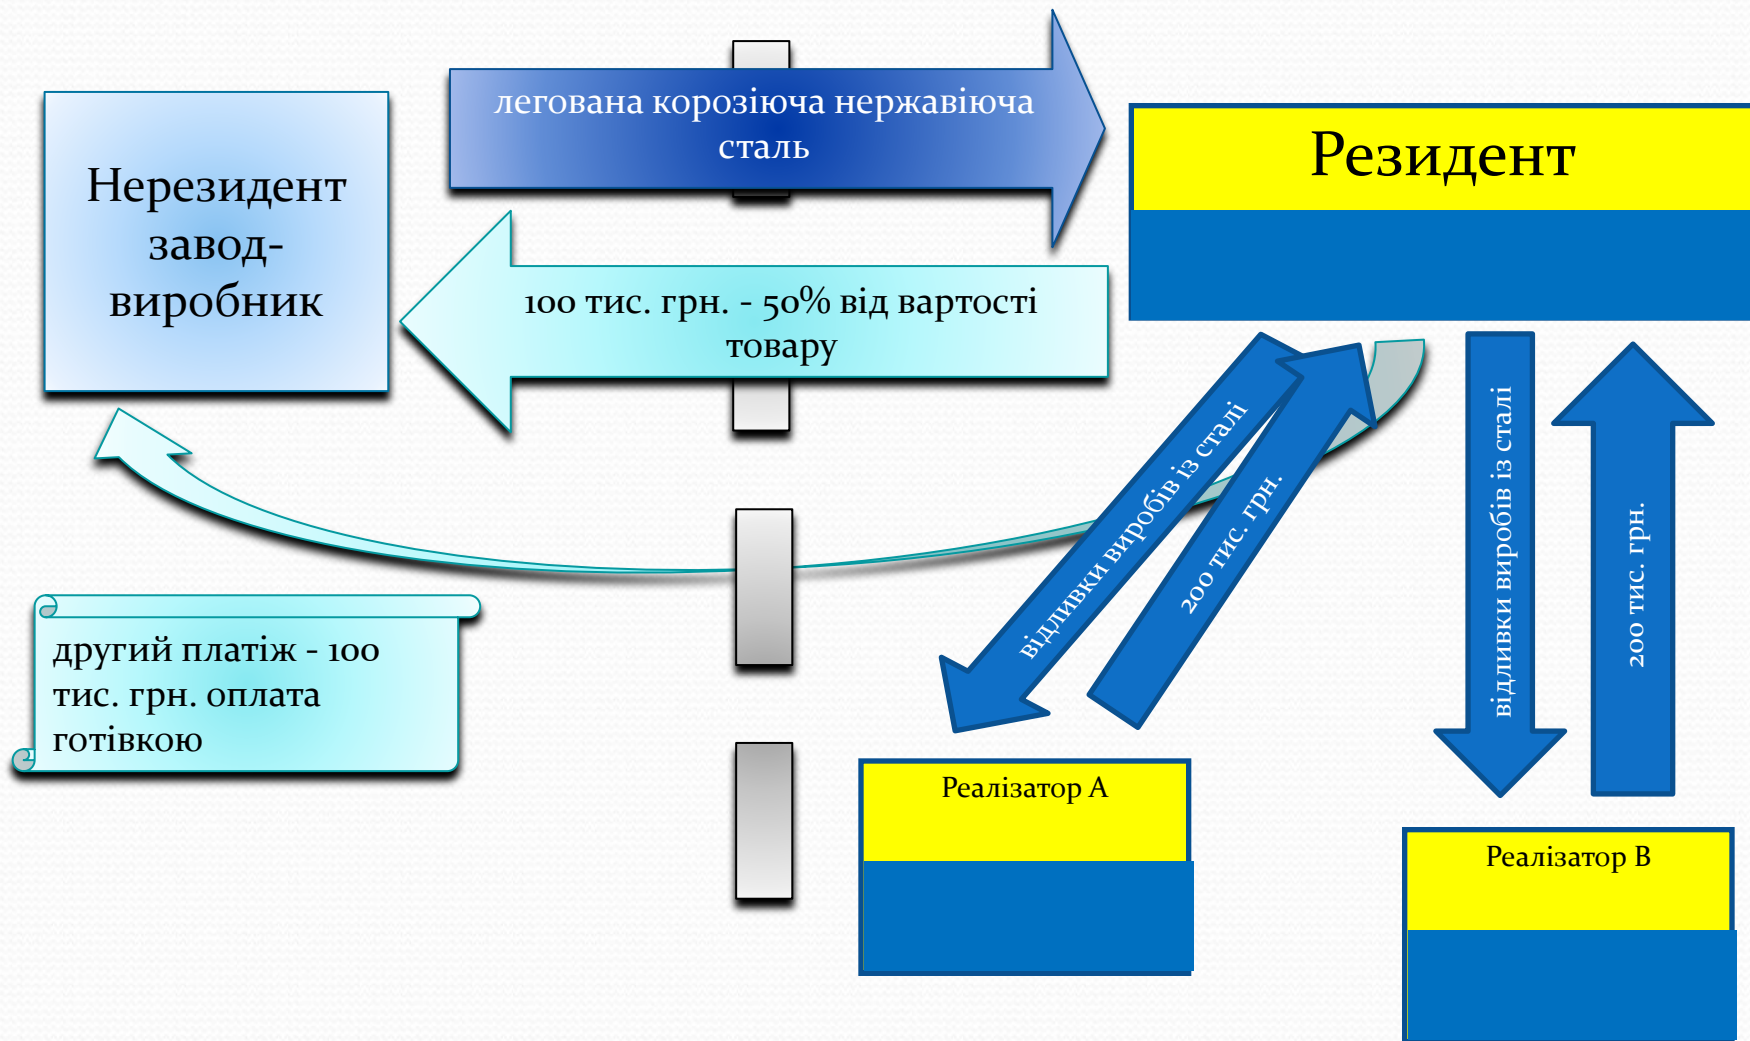 легована корозіюча нержавіюча
сталь
Нерезидент
завод-
виробник
Резидент
100 тис. грн. - 50% від вартості
товару
відливки виробів із сталі
200 тис. грн.
відливки виробів із сталі
200 тис. грн.
другий платіж - 100
тис. грн. оплата
готівкою
Реалізатор А
Реалізатор В